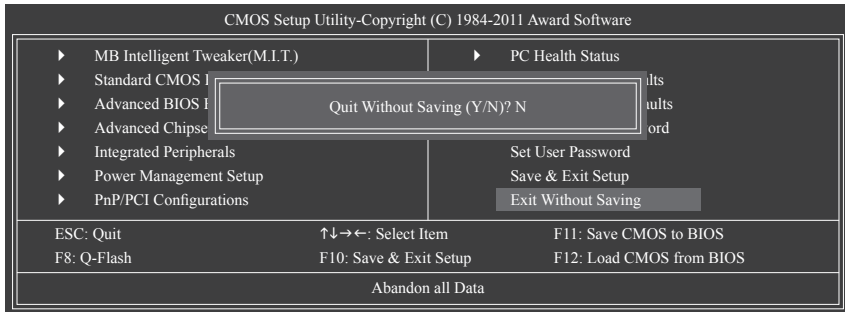 CMOS Setup Utility-Copyright (C) 1984-2011 Award Software
MB Intelligent Tweaker(M.I.T.)
PC Health Status
Standard CMOS
Advanced BIOS
Advanced
Quit Without Saving (Y/N)? N
Integrated Peripherals
Set User Password
Power Management Setup
Save & Exit Setup
PnP/PCI Configurations
Exit Without Saving
ESC: Quit
↑↓→←: Select Item
F11: Save CMOS to BIOS
F8: Q-Flash
F10: Save & Exit Setup
F12: Load CMOS from BIOS
Abandon all Data